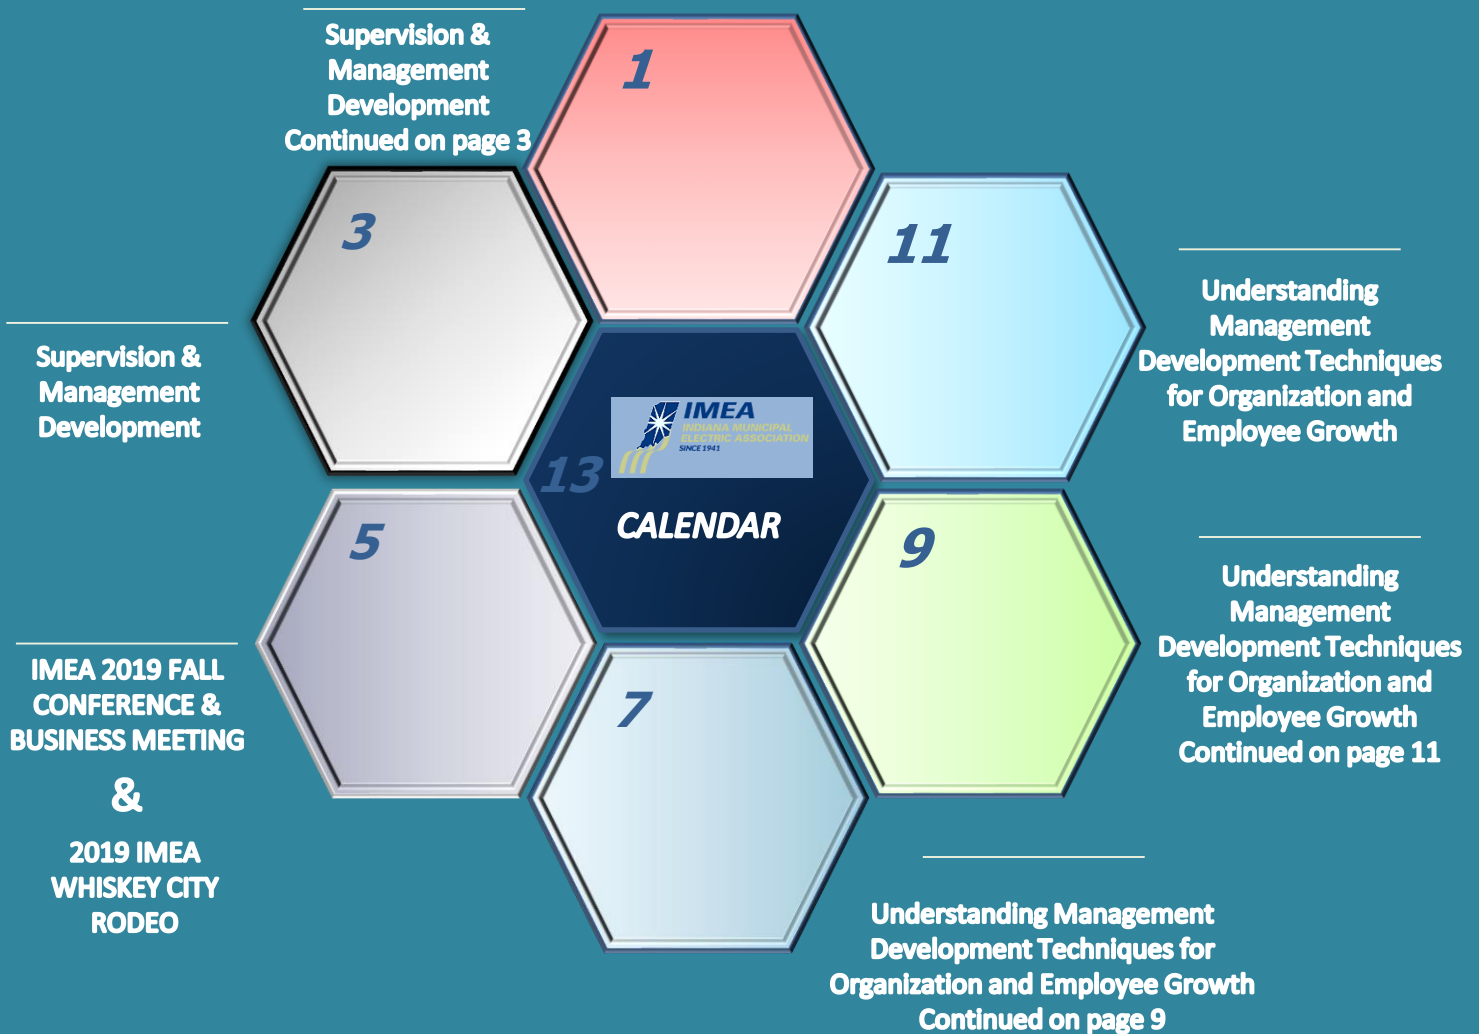 Supervision &
Management
Development
Continued on page 3
1
3
11
Supervision &
Management
Development
Understanding
Management
Development Techniques
for Organization and
Employee Growth
IMEA
INDIANA MUNICIPAL
ELECTRIC ASSOCIATION
SINCE 1941
13
CALENDAR
5
9
Understanding
Management
Development Techniques
for Organization and
Employee Growth
Continued on page 11
IMEA 2019 FALL
CONFERENCE &
BUSINESS MEETING
&
2019 IMEA
WHISKEY CITY
RODEO
7
Understanding Management
Development Techniques for
Organization and Employee Growth
Continued on page 9